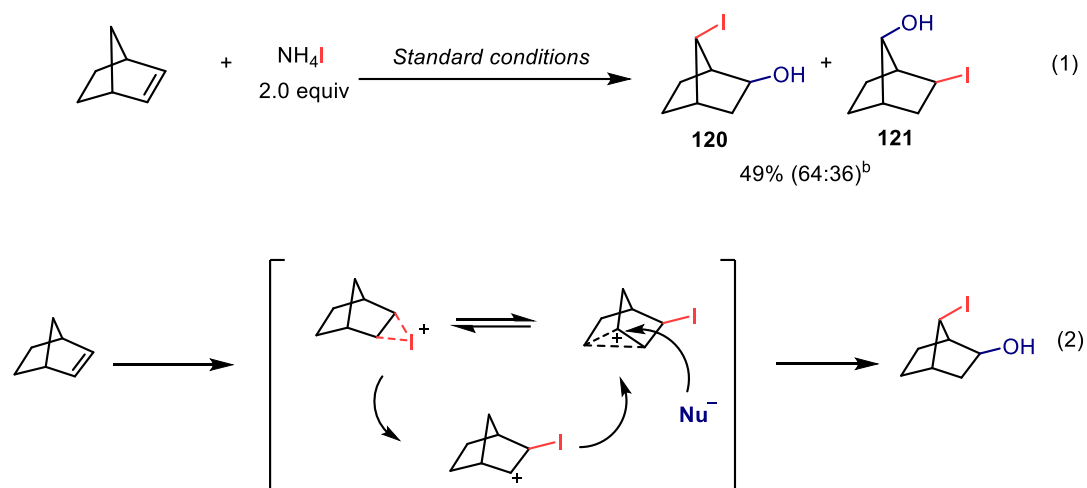 + NH4I 2.0 equiv Standard conditions I OH 120 + OH I 121 (1)
49% (64:36)b
I + + I Nu− I OH (2)
I +